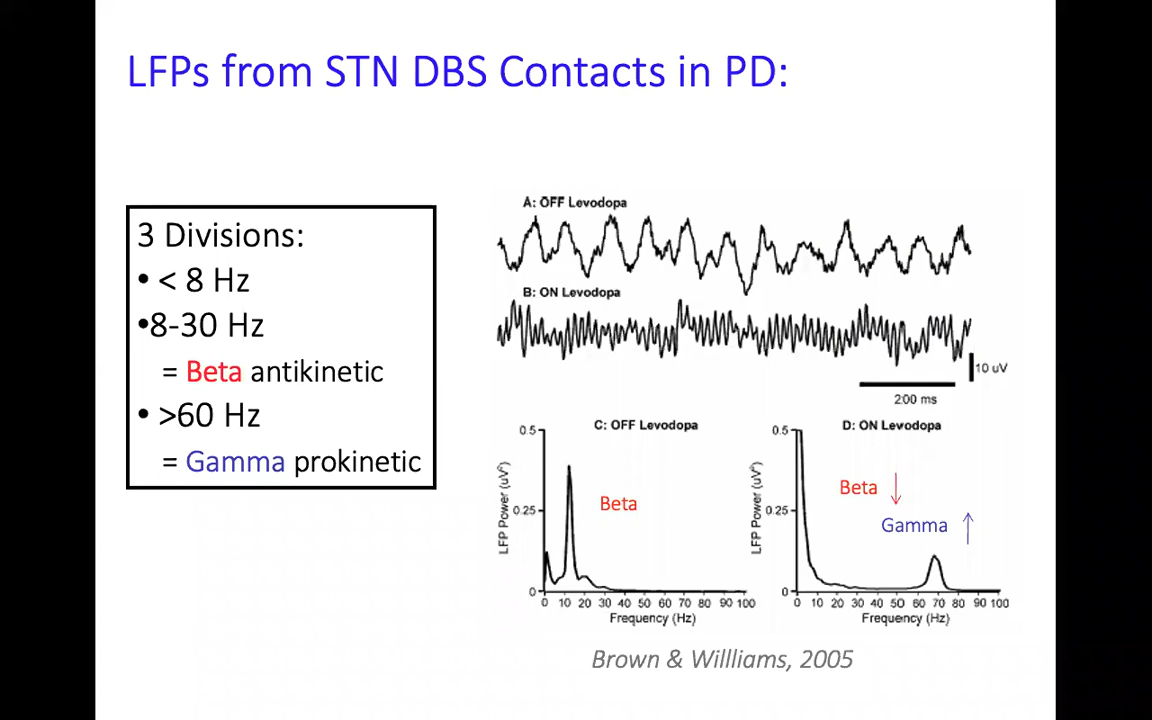 LFPs from STN DBS Contacts in PD:
3 Divisions:
• < 8 Hz
•8-30 Hz
= Beta antikinetic
• >60 Hz
= Gamma prokinetic
A: OFF Levodopa
B: ON Levodopa
10 uV
200 ms
C: OFF Levodopa
0.5
0.25
0
LFP Power (uV²)
Beta
0 10 20 30 40 50 60 70 80 90 100
Frequency (Hz)
D: ON Levodopa
0.5
0.25
0
LFP Power (uV²)
Beta ↓
Gamma ↑
0 10 20 30 40 50 60 70 80 90 100
Frequency (Hz)
Brown & Willliams, 2005